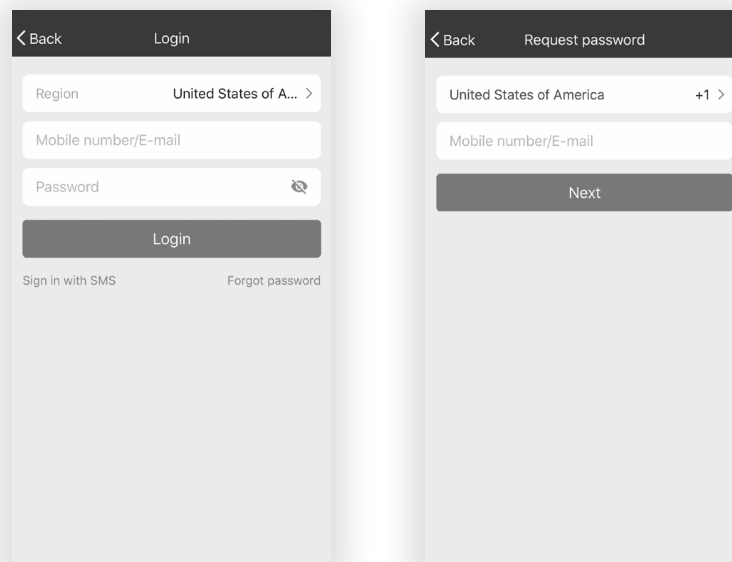 Back Login
Region United States of A...
Mobile number/E-mail
Password
Login
Sign in with SMS Forgot password
Back Request password
United States of America +1
Mobile number/E-mail
Next